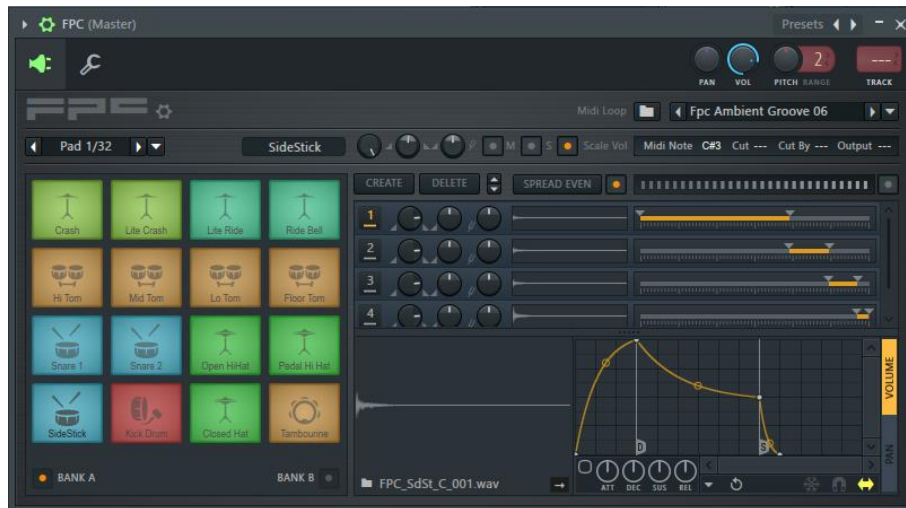 FPC (Master)
Presets
PAN VOL PITCH RANGE TRACK
2
---
FPC
Midi Loop
Fpc Ambient Groove 06
Pad 1/32
SideStick
M
S
Scale Vol
Midi Note C#3 Cut --- Cut By --- Output ---
CREATE DELETE SPREAD EVEN
Crash Lite Crash Lite Ride Ride Bell
Hi Tom Mid Tom Lo Tom Floor Tom
Snare 1 Snare 2 Open HiHat Pedal Hi Hat
SideStick Kick Drum Closed Hat Tambourine
BANK A BANK B
1
2
3
4
FPC_SdSt_C_001.wav
D
S
ATT DEC SUS REL
VOLUME
PAN